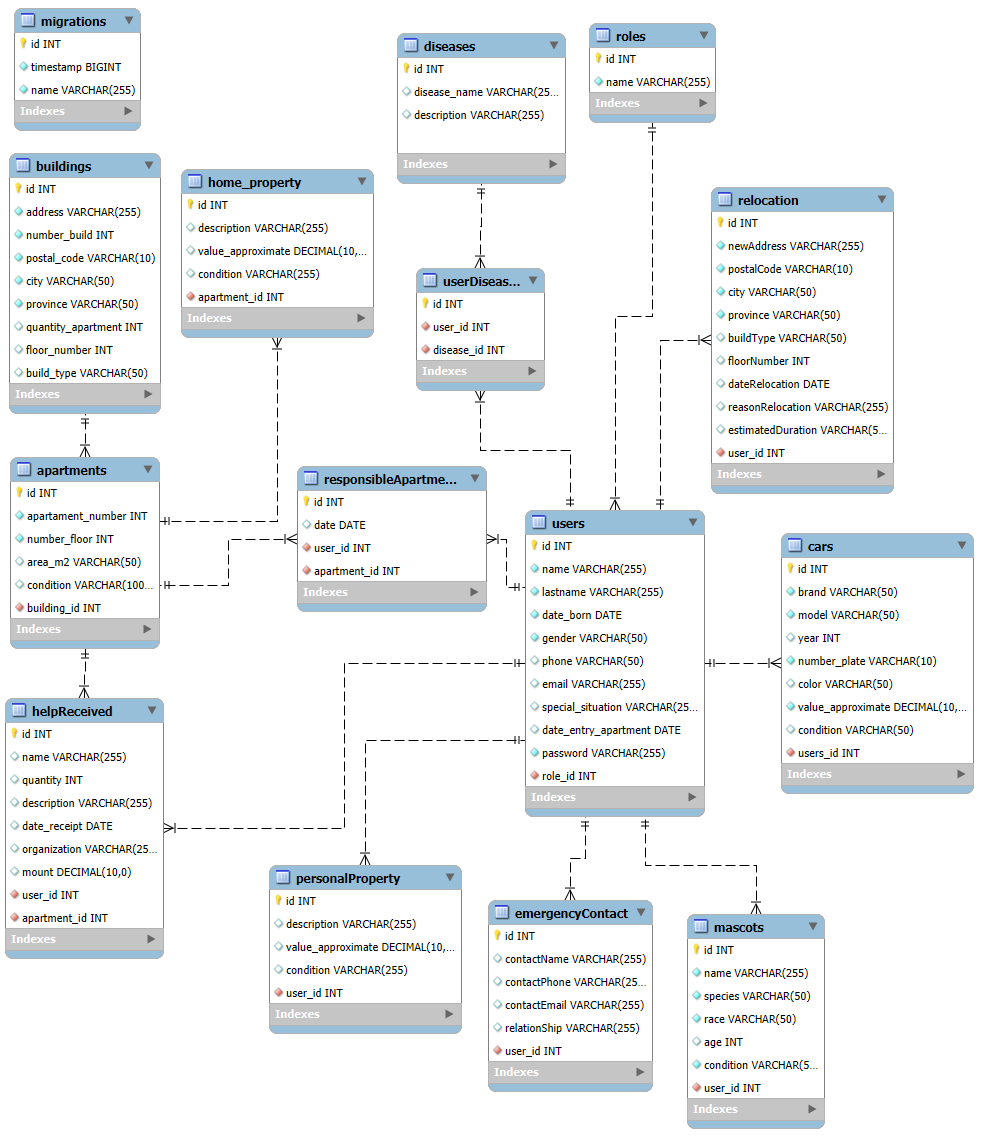 migrations
id INT
timestamp BIGINT
name VARCHAR(255)
Indexes
diseases
id INT
disease_name VARCHAR(25...
description VARCHAR(255)
Indexes
roles
id INT
name VARCHAR(255)
Indexes
buildings
id INT
address VARCHAR(255)
number_build INT
postal_code VARCHAR(10)
city VARCHAR(50)
province VARCHAR(50)
quantity_apartment INT
floor_number INT
build_type VARCHAR(50)
Indexes
home_property
id INT
description VARCHAR(255)
value_approximate DECIMAL(10,...
condition VARCHAR(255)
apartment_id INT
Indexes
userDiseas...
id INT
user_id INT
disease_id INT
Indexes
relocation
id INT
newAddress VARCHAR(255)
postalCode VARCHAR(10)
city VARCHAR(50)
province VARCHAR(50)
buildType VARCHAR(50)
floorNumber INT
dateRelocation DATE
reasonRelocation VARCHAR(255)
estimatedDuration VARCHAR(5...
user_id INT
Indexes
apartments
id INT
apartament_number INT
number_floor INT
area_m2 VARCHAR(50)
condition VARCHAR(100...
building_id INT
Indexes
responsibleApartme...
id INT
date DATE
user_id INT
apartment_id INT
Indexes
users
id INT
name VARCHAR(255)
lastname VARCHAR(255)
date_born DATE
gender VARCHAR(50)
phone VARCHAR(50)
email VARCHAR(255)
special_situation VARCHAR(25...
date_entry_apartment DATE
password VARCHAR(255)
role_id INT
Indexes
cars
id INT
brand VARCHAR(50)
model VARCHAR(50)
year INT
number_plate VARCHAR(10)
color VARCHAR(50)
value_approximate DECIMAL(10,...
condition VARCHAR(50)
users_id INT
Indexes
helpReceived
id INT
name VARCHAR(255)
quantity INT
description VARCHAR(255)
date_receipt DATE
organization VARCHAR(25...
mount DECIMAL(10,0)
user_id INT
apartment_id INT
Indexes
personalProperty
id INT
description VARCHAR(255)
value_approximate DECIMAL(10,...
condition VARCHAR(255)
user_id INT
Indexes
emergencyContact
id INT
contactName VARCHAR(255)
contactPhone VARCHAR(25...
contactEmail VARCHAR(255)
relationShip VARCHAR(255)
user_id INT
Indexes
mascots
id INT
name VARCHAR(255)
species VARCHAR(50)
race VARCHAR(50)
age INT
condition VARCHAR(5...
user_id INT
Indexes